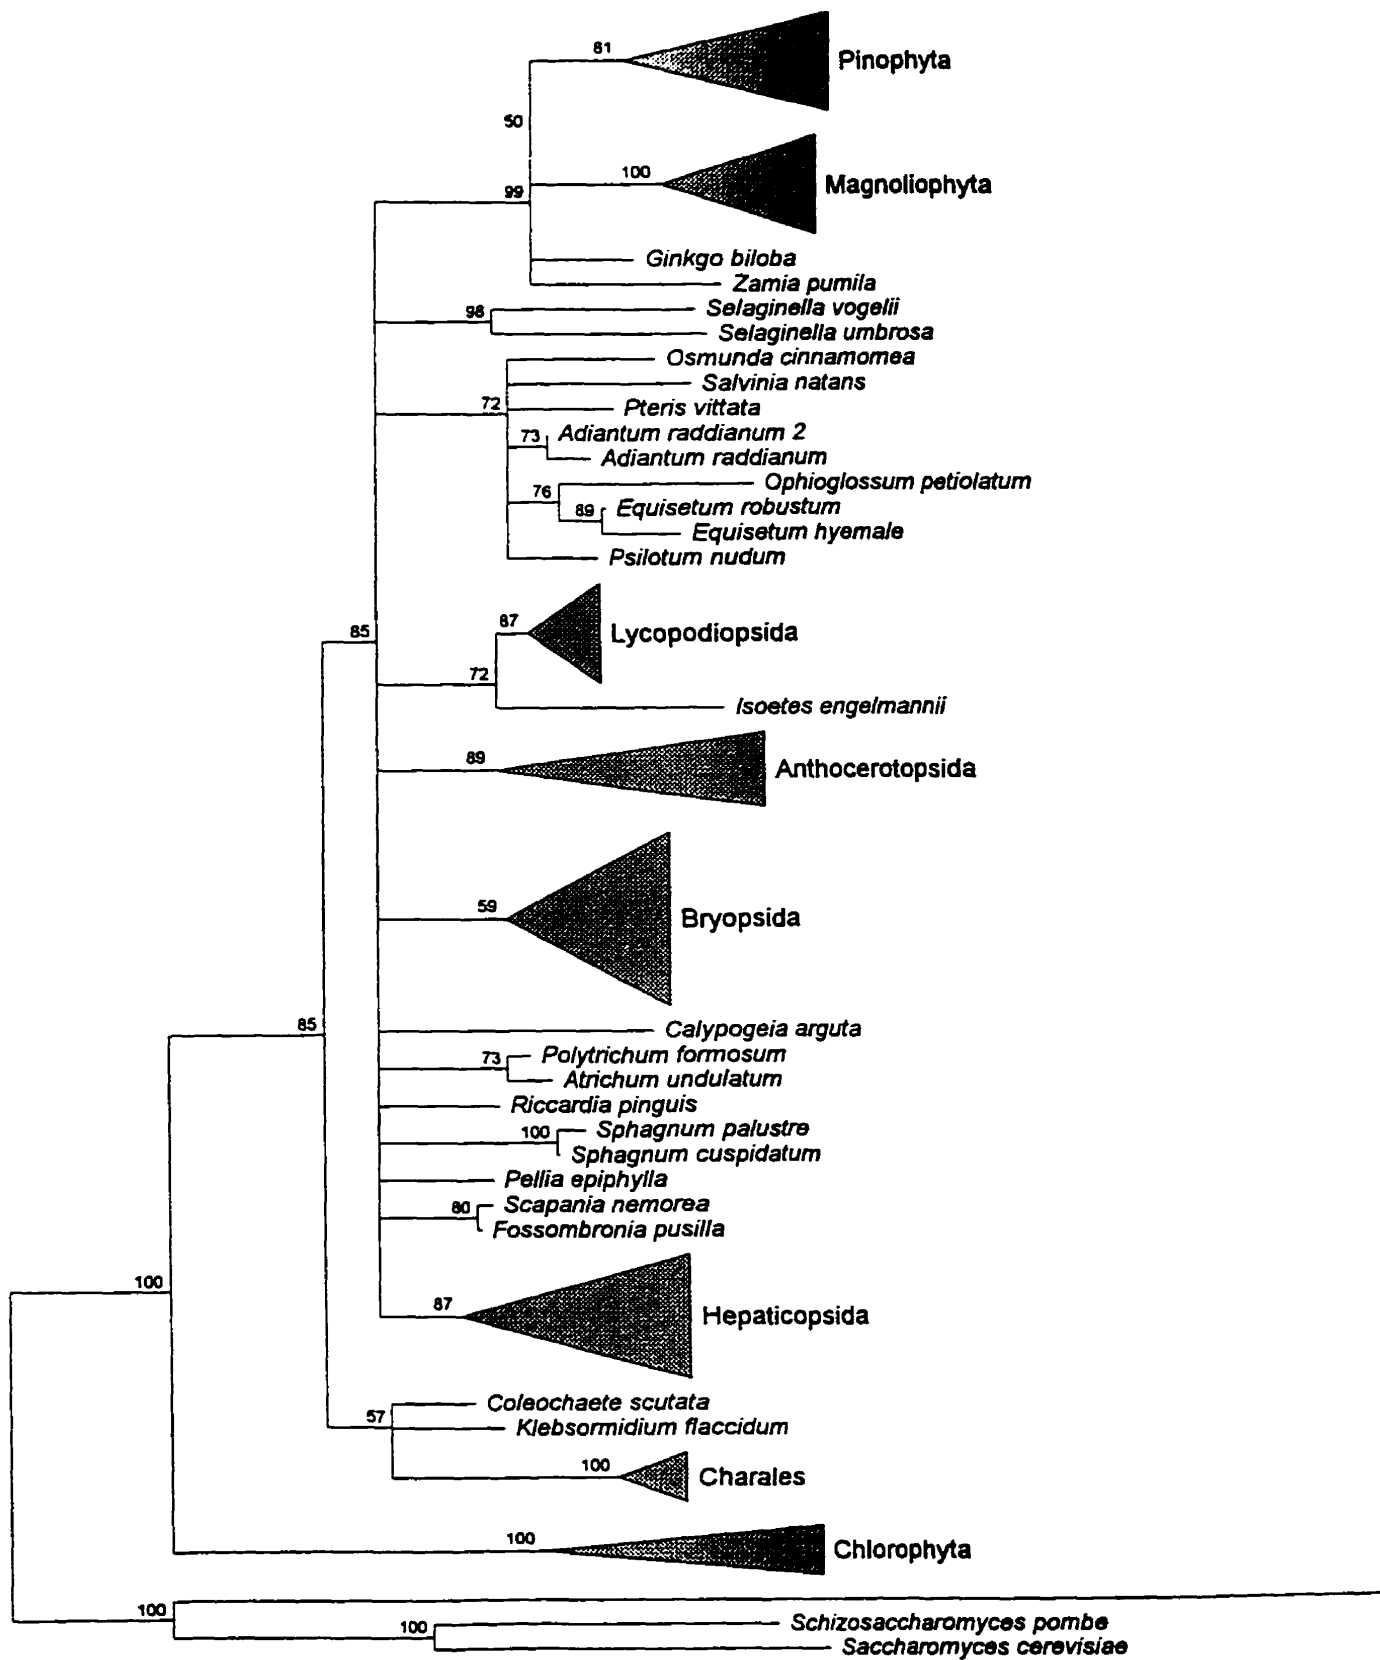 81
Pinophyta
50
100
Magnoliophyta
99
Ginkgo biloba
Zamia pumila
98
Selaginella vogelii
Selaginella umbrosa
Osmunda cinnamomea
Salvinia natans
72
Pteris vittata
73
Adiantum raddianum 2
Adiantum raddianum
Ophioglossum petiolatum
76
Equisetum robustum
89
Equisetum hyemale
Psilotum nudum
87
Lycopodiopsida
85
72
Isoetes engelmannii
89
Anthocerotopsida
59
Bryopsida
85
Calypogeia arguta
73
Polytrichum formosum
Atrichum undulatum
Riccardia pinguis
100
Sphagnum palustre
Sphagnum cuspidatum
Pellia epiphylla
80
Scapania nemorea
Fossombronia pusilla
100
87
Hepaticopsida
Coleochaete scutata
57
Klebsormidium flaccidum
100
Charales
100
Chlorophyta
100
Schizosaccharomyces pombe
100
Saccharomyces cerevisiae